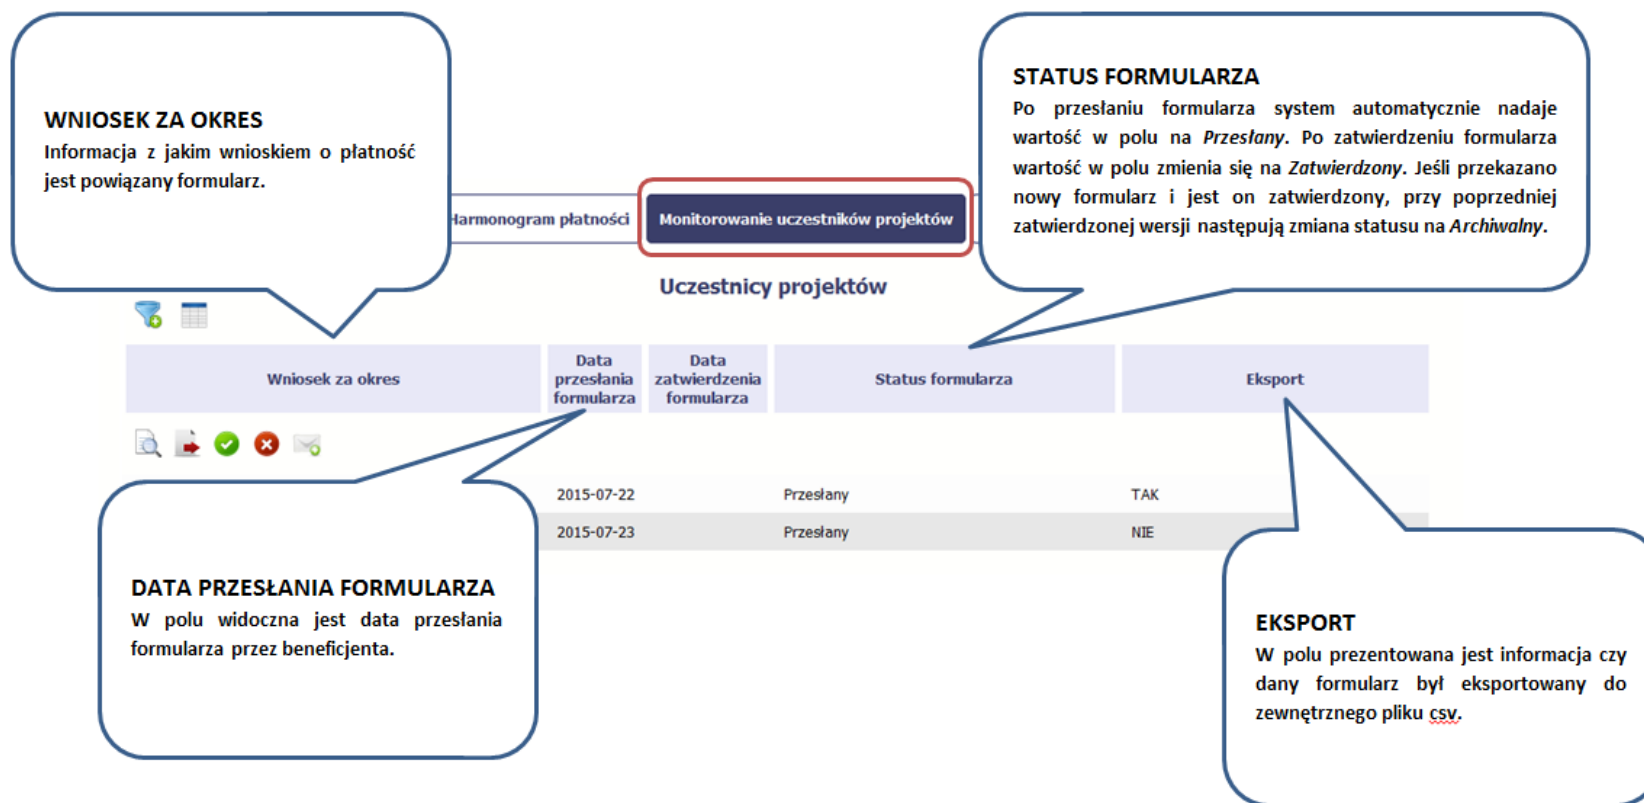 WNIOSEK ZA OKRES
Informacja z jakim wnioskiem o płatność
jest powiązany formularz.
STATUS FORMULARZA
Po przesłaniu formularza system automatycznie nadaje
wartość w polu na Przesłany. Po zatwierdzeniu formularza
wartość w polu zmienia się na Zatwierdzony. Jeśli przekazano
nowy formularz i jest on zatwierdzony, przy poprzedniej
zatwierdzonej wersji następują zmiana statusu na Archiwalny.
Harmonogram płatności
Monitorowanie uczestników projektów
Uczestnicy projektów
Wniosek za okres
Data
przesłania
formularza
Data
zatwierdzenia
formularza
Status formularza
Eksport
2015-07-22 Przesłany TAK
2015-07-23 Przesłany NIE
DATA PRZESŁANIA FORMULARZA
W polu widoczna jest data przesłania
formularza przez beneficjenta.
EKSPORT
W polu prezentowana jest informacja czy
dany formularz był eksportowany do
zewnętrznego pliku csv.